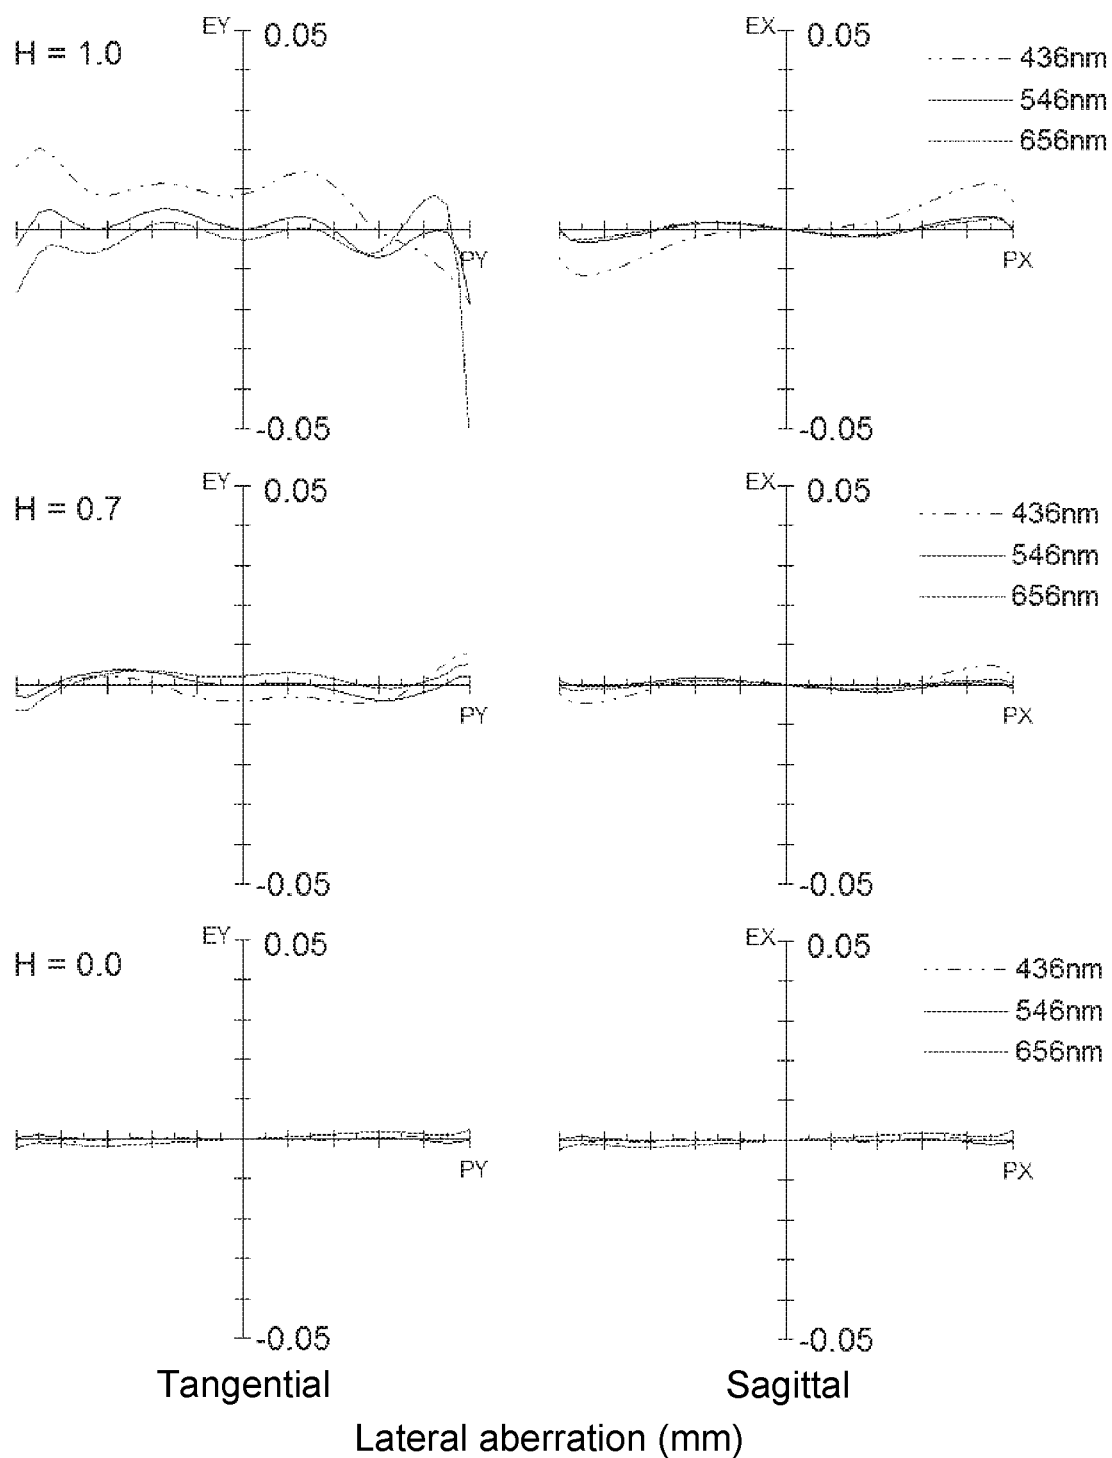 H = 1.0
EY
0.05
PY
-0.05
EX
0.05
PX
-0.05
436nm
546nm
656nm
H = 0.7
EY
0.05
PY
-0.05
EX
0.05
PX
-0.05
436nm
546nm
656nm
H = 0.0
EY
0.05
PY
-0.05
EX
0.05
PX
-0.05
436nm
546nm
656nm
Tangential
Sagittal
Lateral aberration (mm)